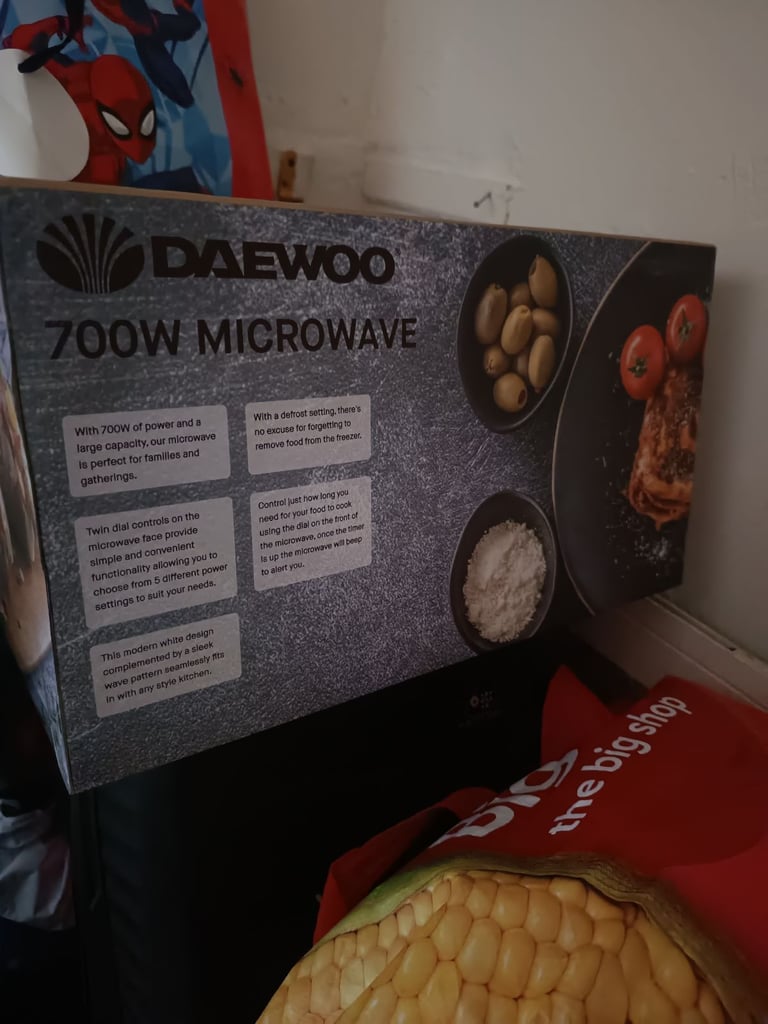 DAEWOO
700W MICROWAVE
With 700W of power and a
large capacity, our microwave
is perfect for families and
gatherings.
With a defrost setting, there's
no excuse for forgetting to
remove food from the freezer.
Twin dial controls on the
microwave face provide
simple and convenient
functionality allowing you to
choose from 5 different power
settings to suit your needs.
Control just how long you
need for your food to cook
using the dial on the front of
the microwave, once the timer
is up the microwave will beep
to alert you.
This modern white design
complemented by a sleek
wave pattern seamlessly fits
in with any style kitchen.
big
the big shop